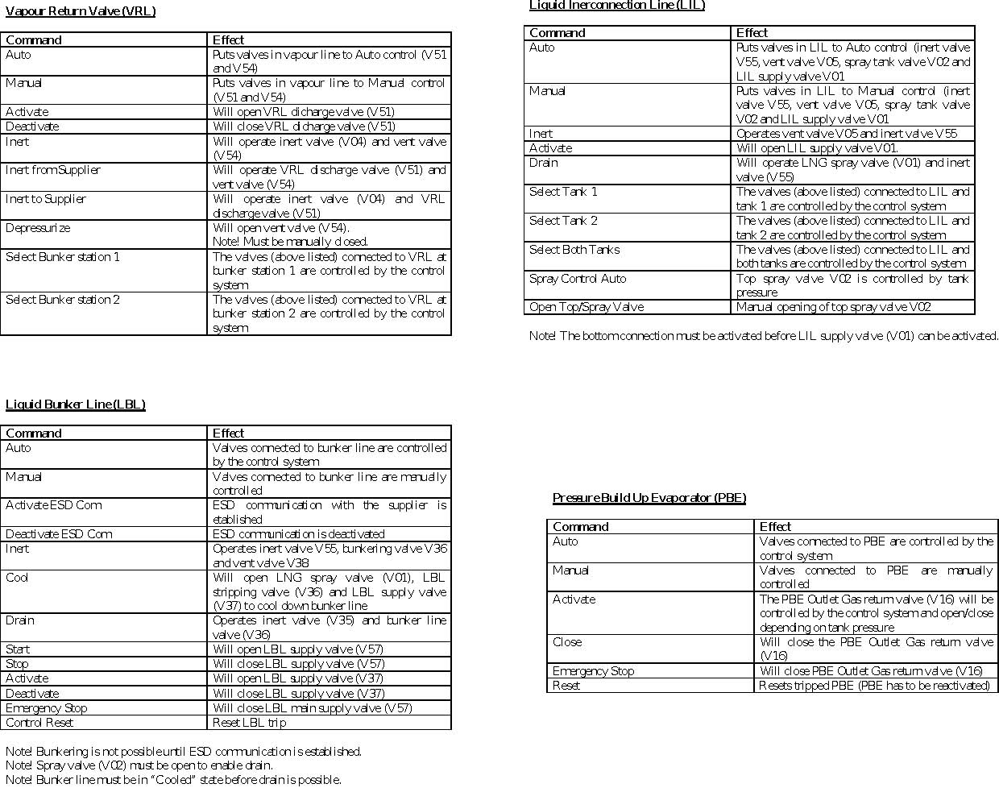 Vapour Return Valve (VRL)
Command Effect
Auto Puts valves in vapour line to Auto control (V51
and V54)
Manual Puts valves in vapour line to Manual control
(V51 and V54)
Activate Will open VRL dicharge valve (V51)
Deactivate Will close VRL dicharge valve (V51)
Inert Will operate inert valve (V04) and vent valve
(V54)
Inert from Supplier Will operate VRL discharge valve (V51) and
vent valve (V54)
Inert to Supplier Will operate inert valve (V04) and VRL
discharge valve (V51)
Depressurize Will open vent valve (V54).
Note! Must be manually closed.
Select Bunker station 1 The valves (above listed) connected to VRL at
bunker station 1 are controlled by the control
system
Select Bunker station 2 The valves (above listed) connected to VRL at
bunker station 2 are controlled by the control
system
Liquid Inerconnection Line (LIL)
Command Effect
Auto Puts valves in LIL to Auto control (inert valve
V55, vent valve V05, spray tank valve V02 and
LIL supply valve V01
Manual Puts valves in LIL to Manual control (inert
valve V55, vent valve V05, spray tank valve
V02 and LIL supply valve V01
Inert Operates vent valve V05 and inert valve V55
Activate Will open LIL supply valve V01.
Drain Will operate LNG spray valve (V01) and inert
valve (V55)
Select Tank 1 The valves (above listed) connected to LIL and
tank 1 are controlled by the control system
Select Tank 2 The valves (above listed) connected to LIL and
tank 2 are controlled by the control system
Select Both Tanks The valves (above listed) connected to LIL and
both tanks are controlled by the control system
Spray Control Auto Top spray valve V02 is controlled by tank
pressure
Open Top/Spray Valve Manual opening of top spray valve V02
Note! The bottom connection must be activated before LIL supply valve (V01) can be activated.
Liquid Bunker Line (LBL)
Command Effect
Auto Valves connected to bunker line are controlled
by the control system
Manual Valves connected to bunker line are manually
controlled
Activate ESD Com ESD communication with the supplier is
etablished
Deactivate ESD Com ESD communication is deactivated
Inert Operates inert valve V55, bunkering valve V36
and vent valve V38
Cool Will open LNG spray valve (V01), LBL
stripping valve (V36) and LBL supply valve
(V37) to cool down bunker line
Drain Operates inert valve (V35) and bunker line
valve (V36)
Start Will open LBL supply valve (V57)
Stop Will close LBL supply valve (V57)
Activate Will open LBL supply valve (V37)
Deactivate Will close LBL supply valve (V37)
Emergency Stop Will close LBL main supply valve (V57)
Control Reset Reset LBL trip
Note! Bunkering is not possible until ESD communication is established.
Note! Spray valve (V02) must be open to enable drain.
Note! Bunker line must be in “Cooled” state before drain is possible.
Pressure Build Up Evaporator (PBE)
Command Effect
Auto Valves connected to PBE are controlled by the
control system
Manual Valves connected to PBE are manually
controlled
Activate The PBE Outlet Gas return valve (V16) will be
controlled by the control system and open/close
depending on tank pressure
Close Will close the PBE Outlet Gas return valve
(V16)
Emergency Stop Will close PBE Outlet Gas return valve (V16)
Reset Resets tripped PBE (PBE has to be reactivated)